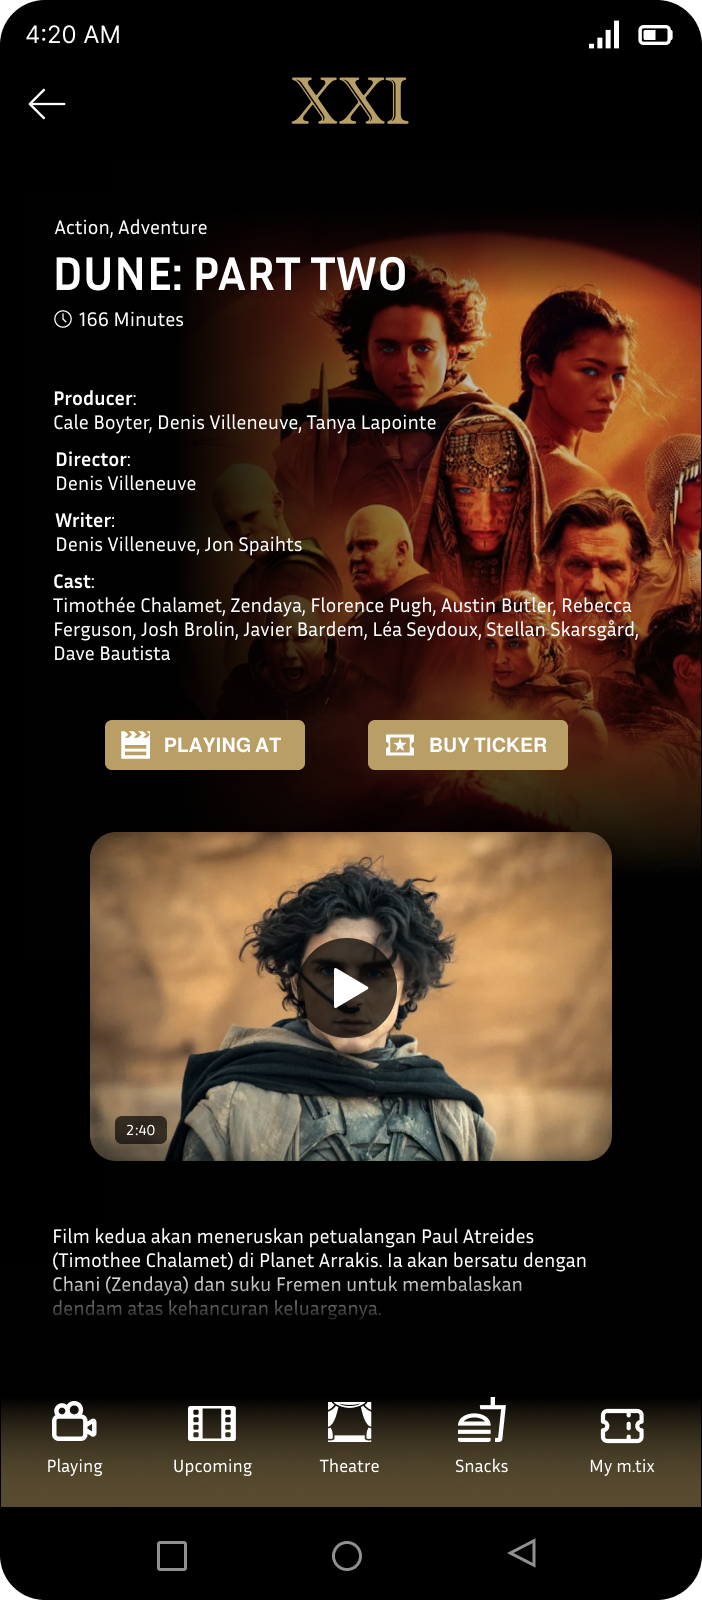 4:20 AM
XXI
Action, Adventure
DUNE: PART TWO
166 Minutes
Producer:
Cale Boyter, Denis Villeneuve, Tanya Lapointe
Director:
Denis Villeneuve
Writer:
Denis Villeneuve, Jon Spaihts
Cast:
Timothée Chalamet, Zendaya, Florence Pugh, Austin Butler, Rebecca
Ferguson, Josh Brolin, Javier Bardem, Léa Seydoux, Stellan Skarsgård,
Dave Bautista
PLAYING AT
BUY TICKER
2:40
Film kedua akan meneruskan petualangan Paul Atreides
(Timothee Chalamet) di Planet Arrakis. Ia akan bersatu dengan
Chani (Zendaya) dan suku Fremen untuk membalaskan
dendam atas kehancuran keluarganya.
Playing
Upcoming
Theatre
Snacks
My m.tix